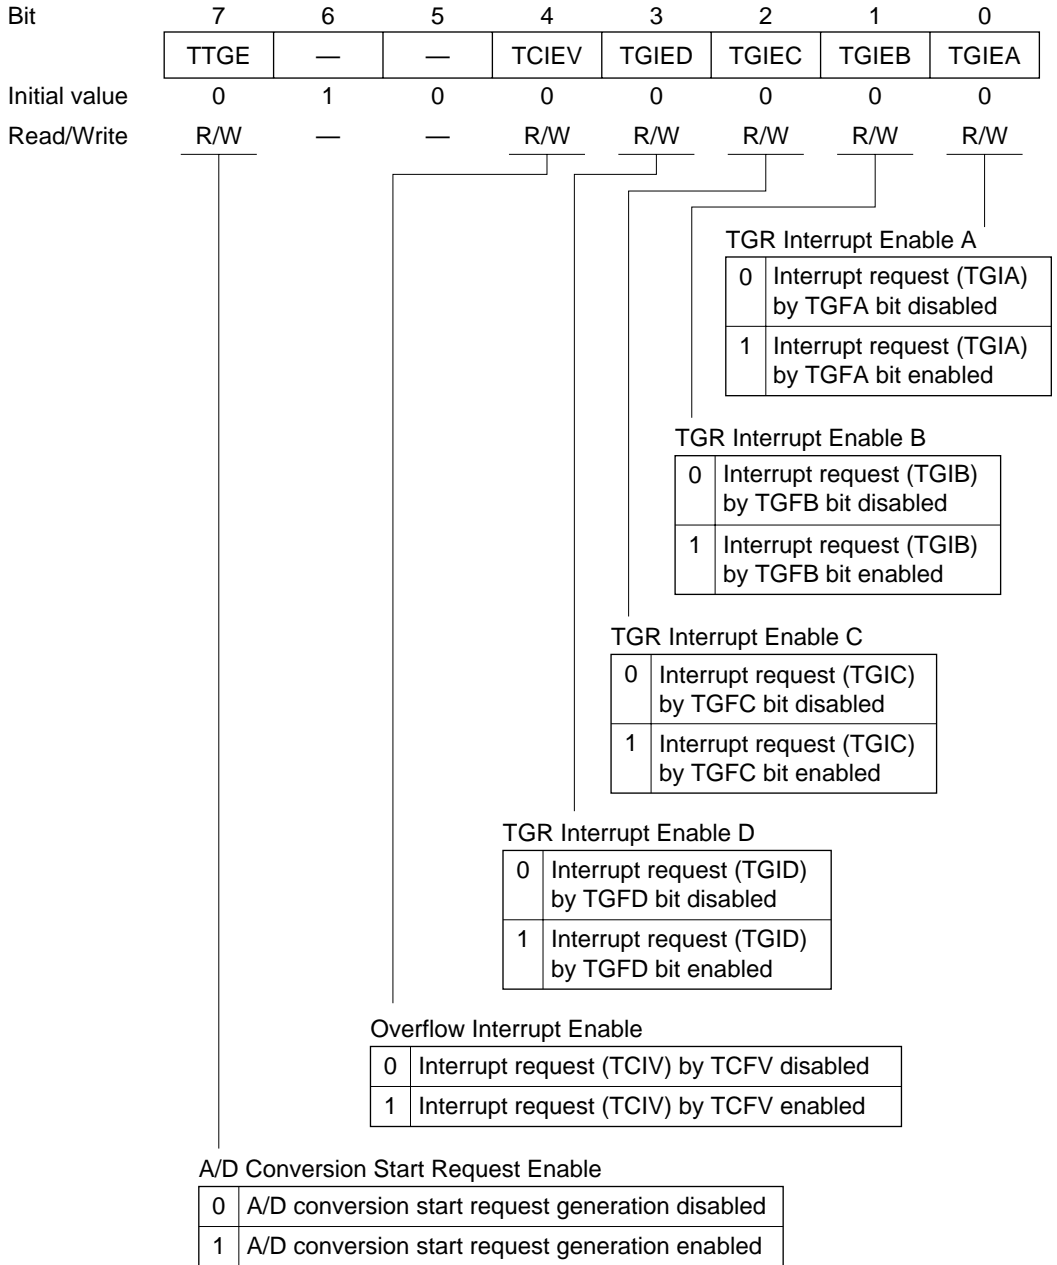 Bit 7 6 5 4 3 2 1 0
TTGE — — TCIEV TGIED TGIEC TGIEB TGIEA
Initial value 0 1 0 0 0 0 0 0
Read/Write R/W — — R/W R/W R/W R/W R/W
TGR Interrupt Enable A
0 Interrupt request (TGIA)
by TGFA bit disabled
1 Interrupt request (TGIA)
by TGFA bit enabled
TGR Interrupt Enable B
0 Interrupt request (TGIB)
by TGFB bit disabled
1 Interrupt request (TGIB)
by TGFB bit enabled
TGR Interrupt Enable C
0 Interrupt request (TGIC)
by TGFC bit disabled
1 Interrupt request (TGIC)
by TGFC bit enabled
TGR Interrupt Enable D
0 Interrupt request (TGID)
by TGFD bit disabled
1 Interrupt request (TGID)
by TGFD bit enabled
Overflow Interrupt Enable
0 Interrupt request (TCIV) by TCFV disabled
1 Interrupt request (TCIV) by TCFV enabled
A/D Conversion Start Request Enable
0 A/D conversion start request generation disabled
1 A/D conversion start request generation enabled